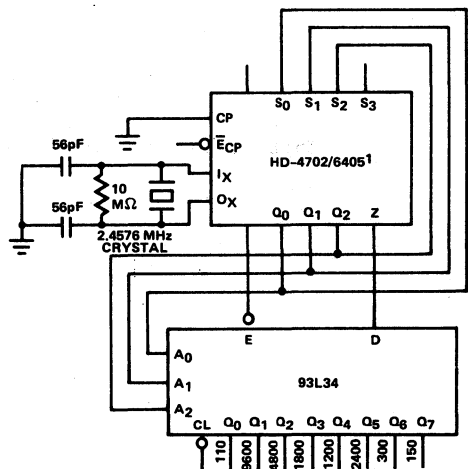 S0 S1 S2 S3
CP
ECP
HD-4702/6405¹
56pF
IX
10
MΩ
OX
56pF
Q0 Q1 Q2 Z
2.4576 MHz
CRYSTAL
E D
A0
93L34
A1
A2
CL Q0 Q1 Q2 Q3 Q4 Q5 Q6 Q7
110 9600 4800 1800 1200 2400 300 150